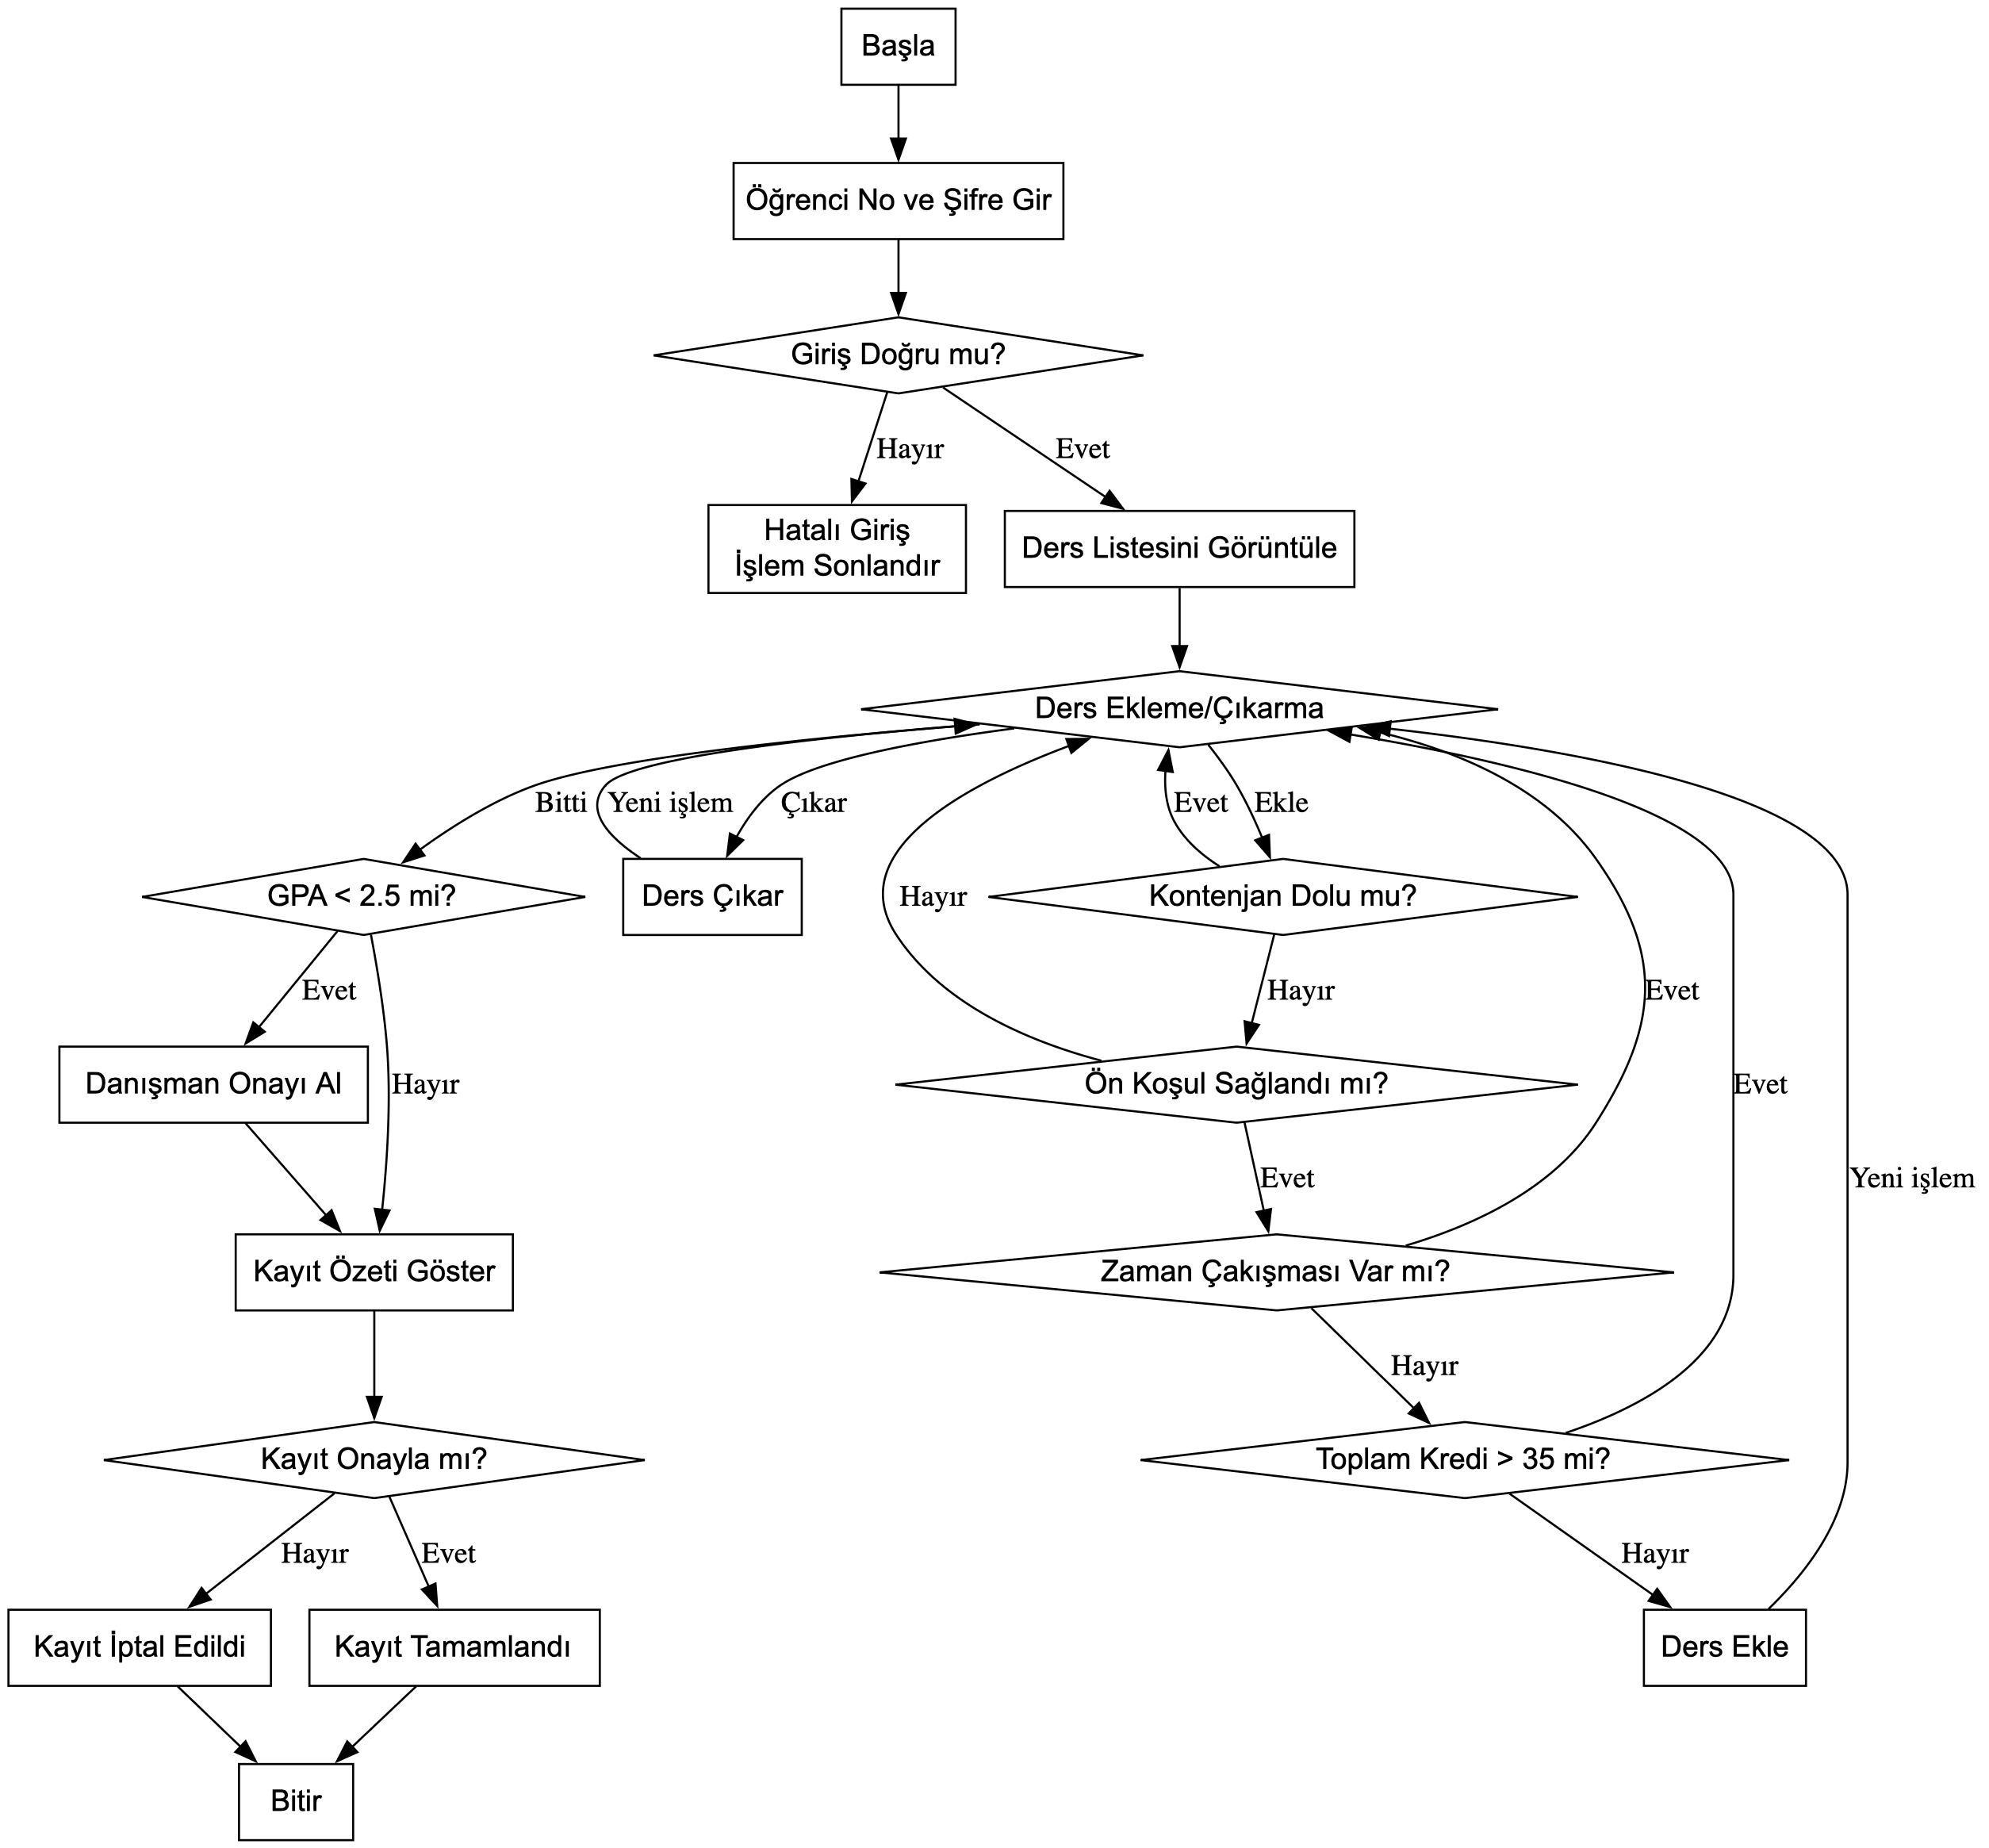 Başla
Öğrenci No ve Şifre Gir
Giriş Doğru mu?
Hayır
Evet
Hatalı Giriş
İşlem Sonlandır
Ders Listesini Görüntüle
Ders Ekleme/Çıkarma
Bitti
Yeni işlem
Çıkar
Evet
Ekle
GPA < 2.5 mi?
Ders Çıkar
Hayır
Kontenjan Dolu mu?
Evet
Hayır
Evet
Danışman Onayı Al
Hayır
Ön Koşul Sağlandı mı?
Evet
Evet
Yeni işlem
Kayıt Özeti Göster
Zaman Çakışması Var mı?
Hayır
Kayıt Onayla mı?
Toplam Kredi > 35 mi?
Hayır
Evet
Hayır
Kayıt İptal Edildi
Kayıt Tamamlandı
Ders Ekle
Bitir